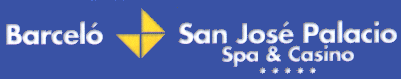 Barceló San José Palacio
Spa & Casino
★★★★★